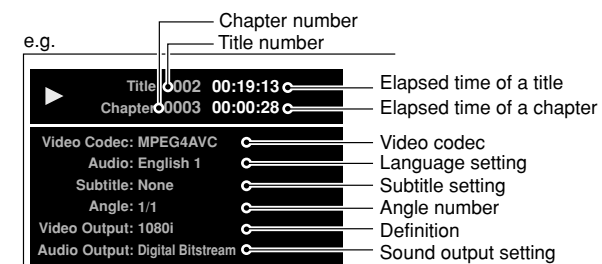 Chapter number
e.g.
Title number
Title 0002 00:19:13
Elapsed time of a title
Chapter 0003 00:00:28
Elapsed time of a chapter
Video Codec: MPEG4AVC
Video codec
Audio: English 1
Language setting
Subtitle: None
Subtitle setting
Angle: 1/1
Angle number
Video Output: 1080i
Definition
Audio Output: Digital Bitstream
Sound output setting